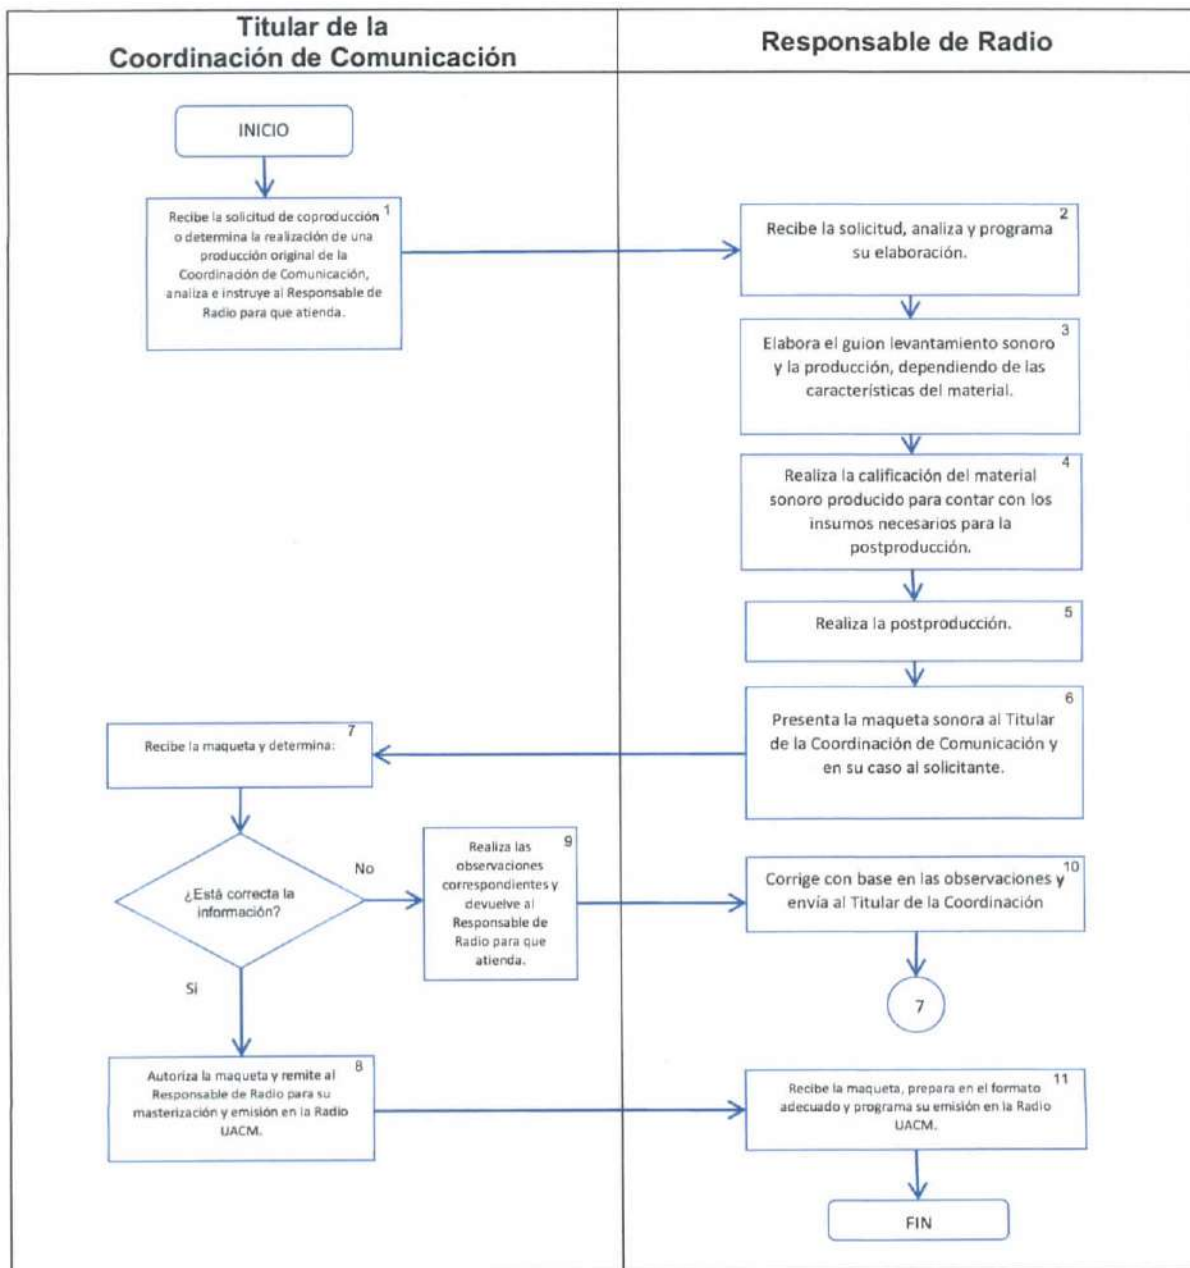 Titular de la
Coordinación de Comunicación
Responsable de Radio
INICIO
1
Recibe la solicitud de coproducción
o determina la realización de una
producción original de la
Coordinación de Comunicación,
analiza e instruye al Responsable de
Radio para que atienda.
2
Recibe la solicitud, analiza y programa
su elaboración.
3
Elabora el guion levantamiento sonoro
y la producción, dependiendo de las
características del material.
4
Realiza la calificación del material
sonoro producido para contar con los
insumos necesarios para la
postproducción.
5
Realiza la postproducción.
6
Presenta la maqueta sonora al Titular
de la Coordinación de Comunicación y
en su caso al solicitante.
7
Recibe la maqueta y determina:
¿Está correcta la
información?
No
9
Realiza las
observaciones
correspondientes y
devuelve al
Responsable de
Radio para que
atienda.
10
Corrige con base en las observaciones y
envía al Titular de la Coordinación
7
Sí
8
Autoriza la maqueta y remite al
Responsable de Radio para su
masterización y emisión en la Radio
UACM.
11
Recibe la maqueta, prepara en el formato
adecuado y programa su emisión en la Radio
UACM.
FIN